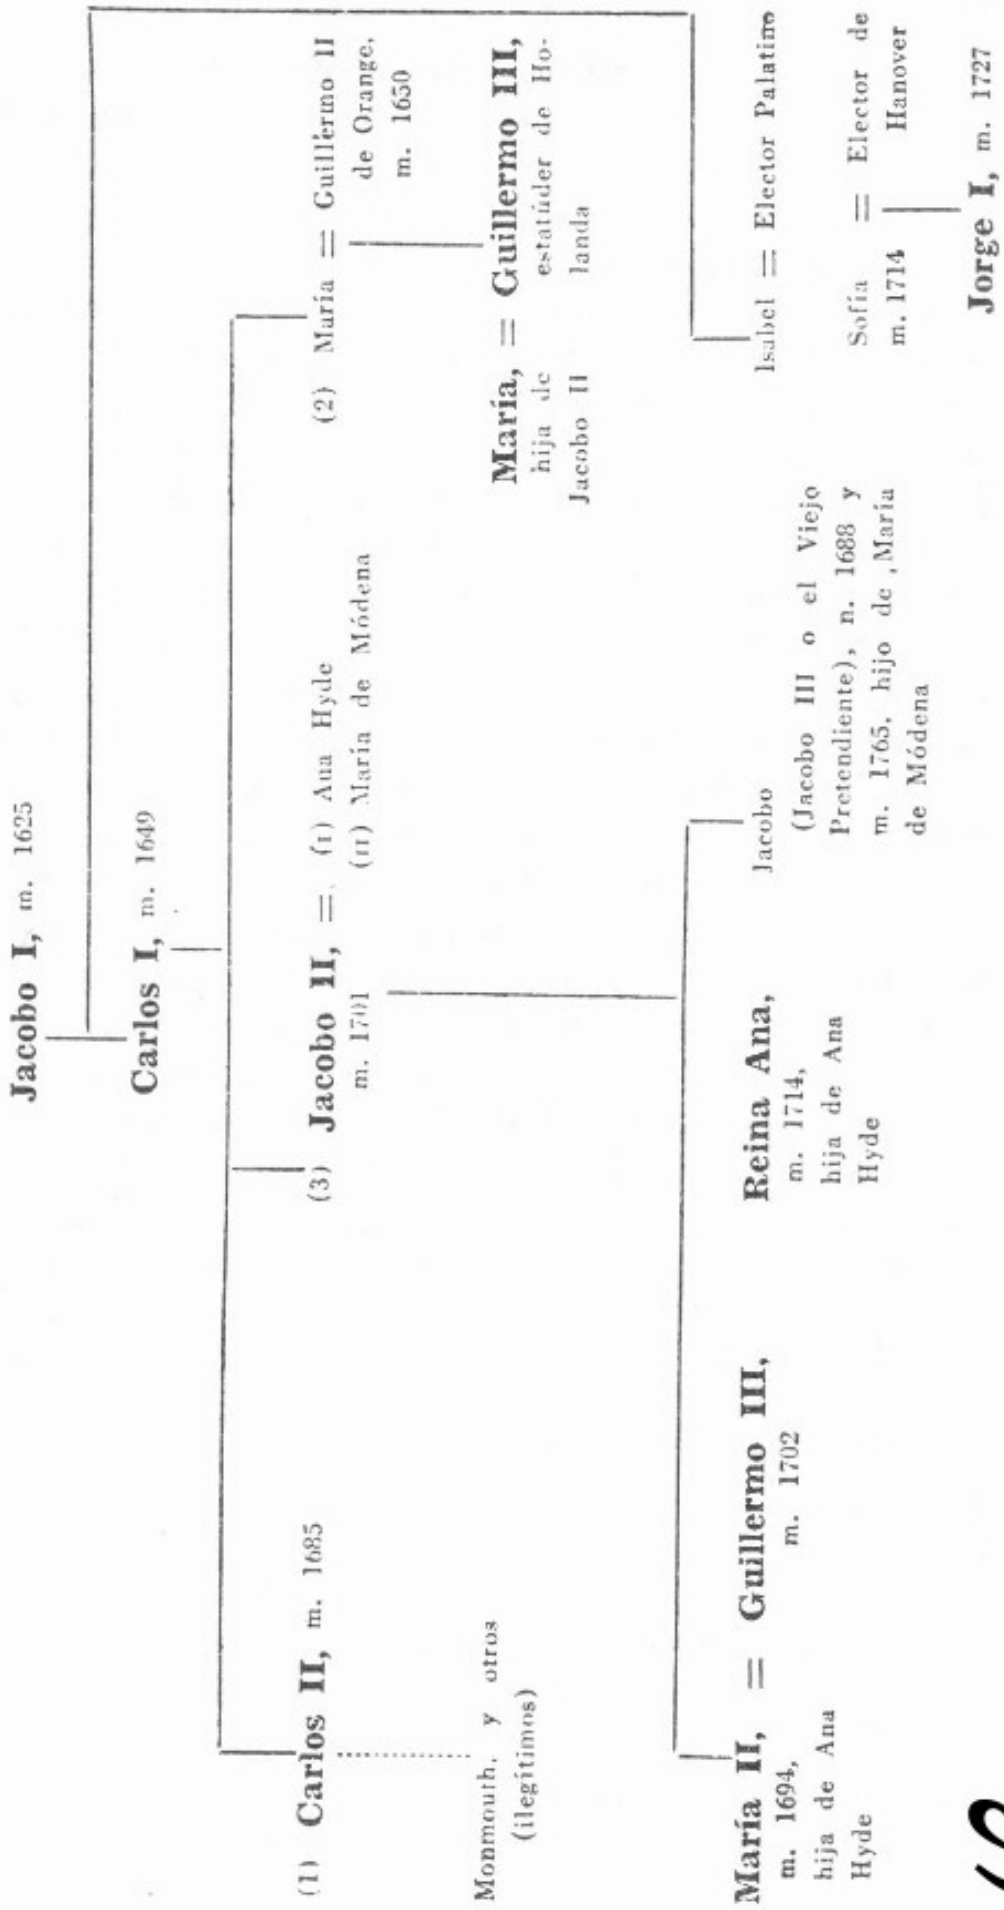 Jacobo I, m. 1625
Carlos I, m. 1649
(1) Carlos II, m. 1685
Monmouth, y otros
(ilegítimos)
(3) Jacobo II, = (I) Ana Hyde
m. 1701 (II) María de Módena
(2) María = Guillermo II
de Orange,
m. 1650
María, = Guillermo III,
hija de estatúder de Ho-
Jacobo II landa
María II, = Guillermo III,
m. 1694, m. 1702
hija de Ana
Hyde
Reina Ana,
m. 1714,
hija de Ana
Hyde
Jacobo
(Jacobo III o el Viejo
Pretendiente), n. 1688 y
m. 1765, hijo de María
de Módena
Isabel = Elector Palatino
Sofía = Elector de
m. 1714 Hanover
Jorge I, m. 1727